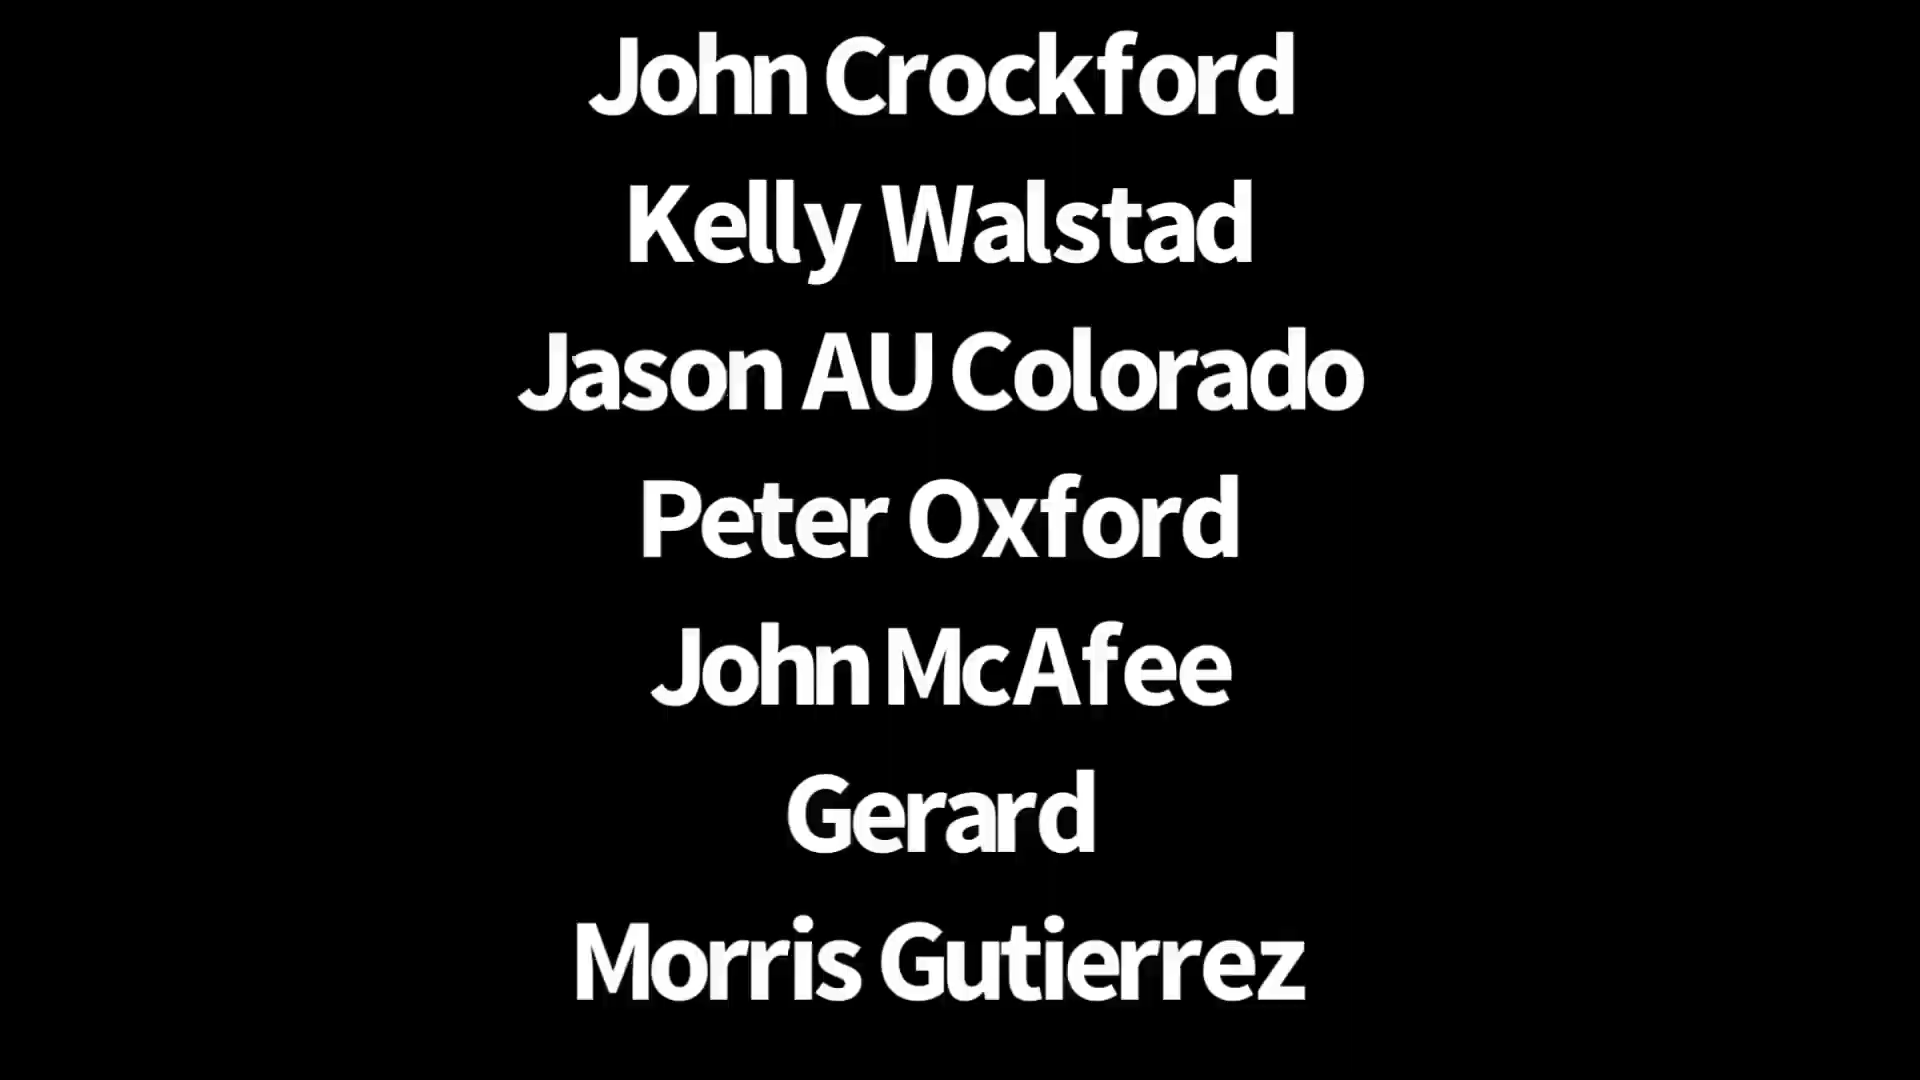 John Crockford
Kelly Walstad
Jason AU Colorado
Peter Oxford
John McAfee
Gerard
Morris Gutierrez